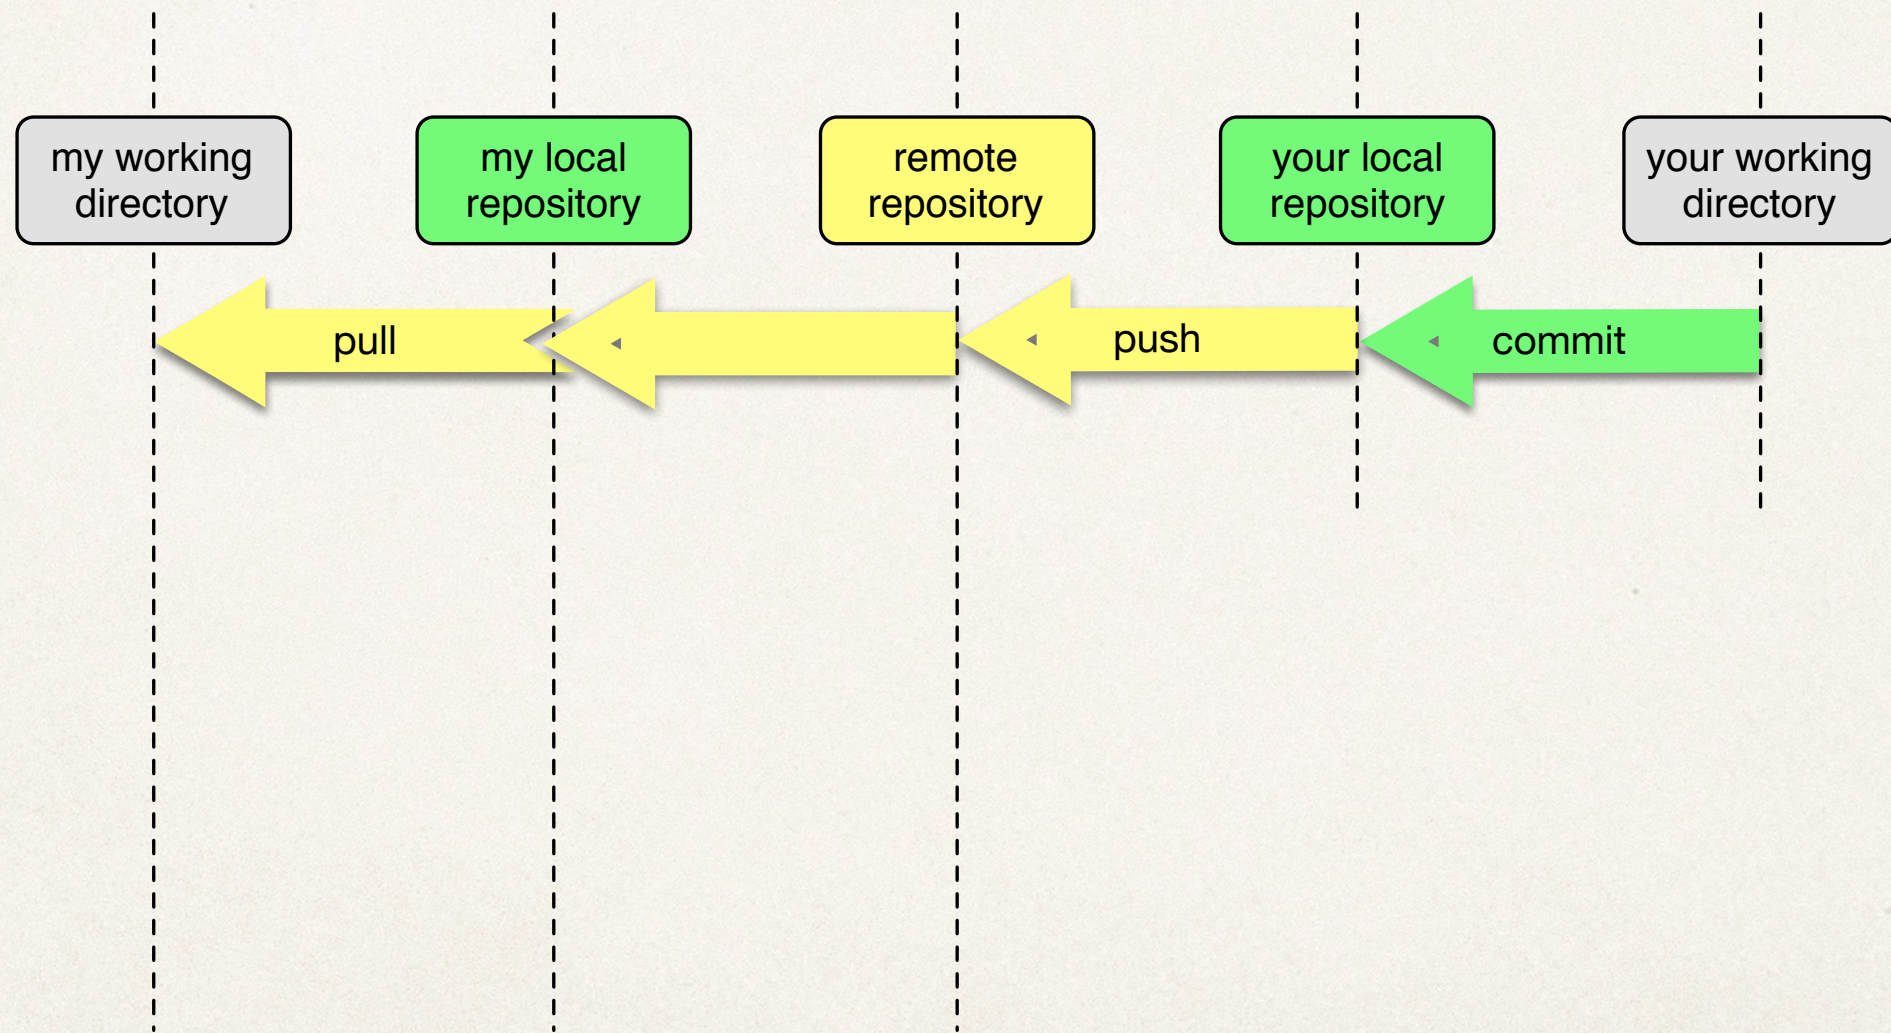 my working
directory
my local
repository
remote
repository
your local
repository
your working
directory
pull
push
commit